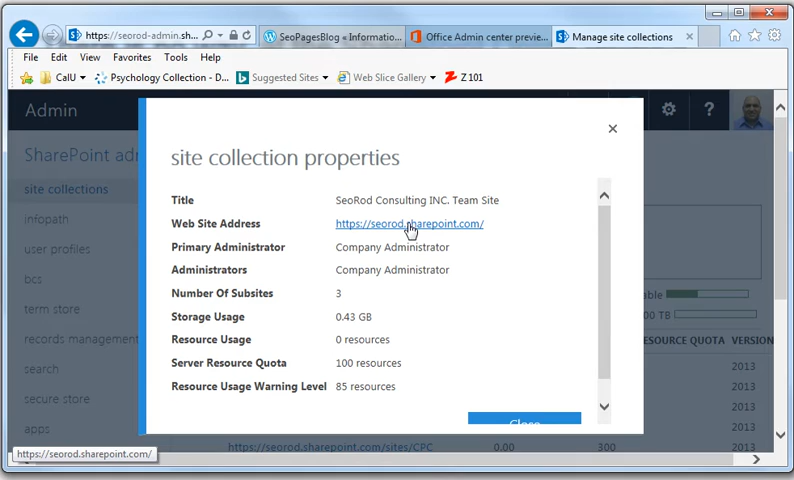 https://seorod-admin.sh...
SeoPagesBlog « Informatio...
Office Admin center previe...
Manage site collections
File Edit View Favorites Tools Help
CalU
Psychology Collection - D...
Suggested Sites
Web Slice Gallery
Z 101
Admin
?
SharePoint adm
site collections
infopath
user profiles
bcs
term store
records management
search
secure store
apps
site collection properties
Title SeoRod Consulting INC. Team Site
Web Site Address https://seorod.sharepoint.com/
Primary Administrator Company Administrator
Administrators Company Administrator
Number Of Subsites 3
Storage Usage 0.43 GB
Resource Usage 0 resources
Server Resource Quota 100 resources
Resource Usage Warning Level 85 resources
Close
able
00 TB
RESOURCE QUOTA VERSION
2013
2013
2013
https://seorod.sharepoint.com/sites/CPC 0.00 300 2013
https://seorod.sharepoint.com/